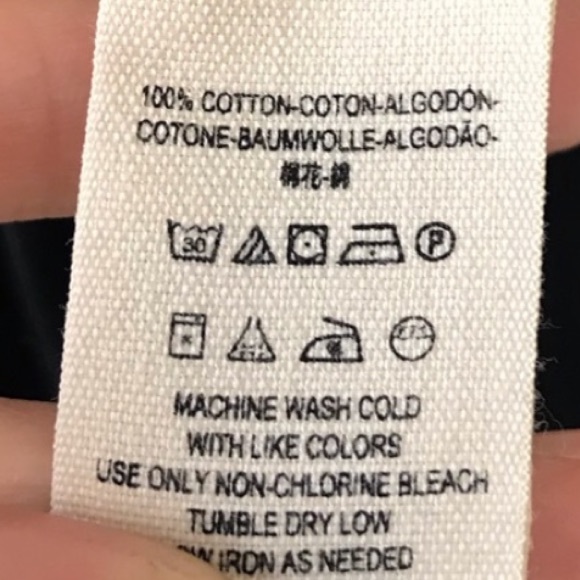 100% COTTON-COTON-ALGODÓN-
COTONE-BAUMWOLLE-ALGODÃO-
棉花-綿
30
P
MACHINE WASH COLD
WITH LIKE COLORS
USE ONLY NON-CHLORINE BLEACH
TUMBLE DRY LOW
IRON AS NEEDED